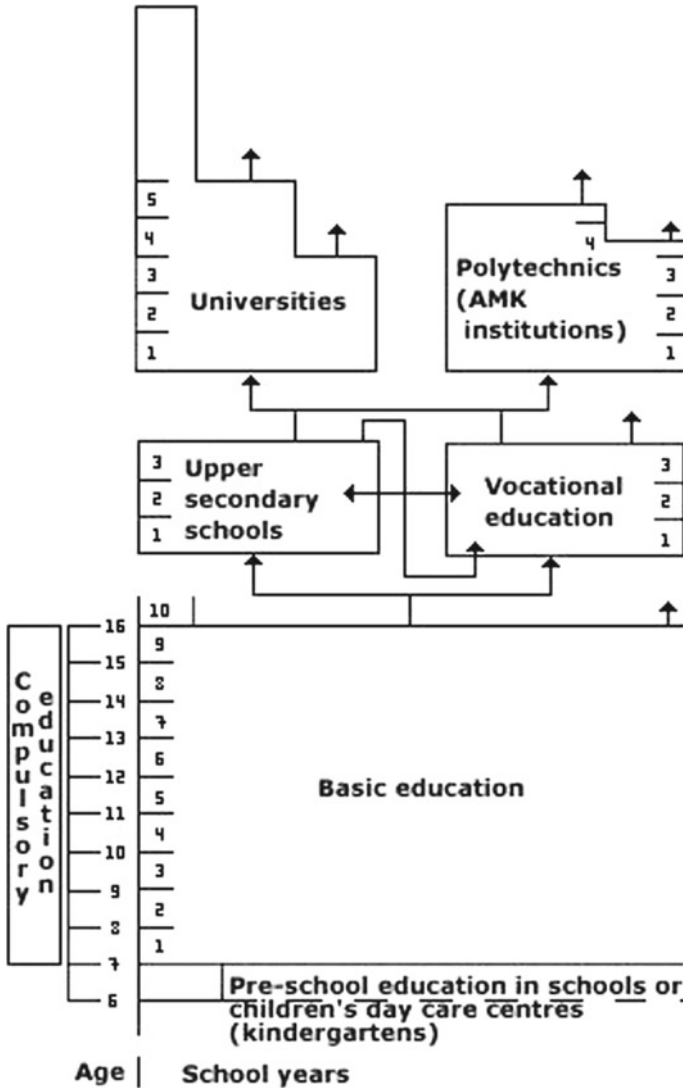 5
4
3
2
1
Universities
4
Polytechnics
(AMK
institutions)
3
2
1
3
2
1
Upper
secondary
schools
Vocational
education
3
2
1
Compulsory
education
16
15
14
13
12
11
10
9
8
7
6
10
9
8
7
6
5
4
3
2
1
Basic education
Pre-school education in schools or
children's day care centres
(kindergartens)
Age
School years